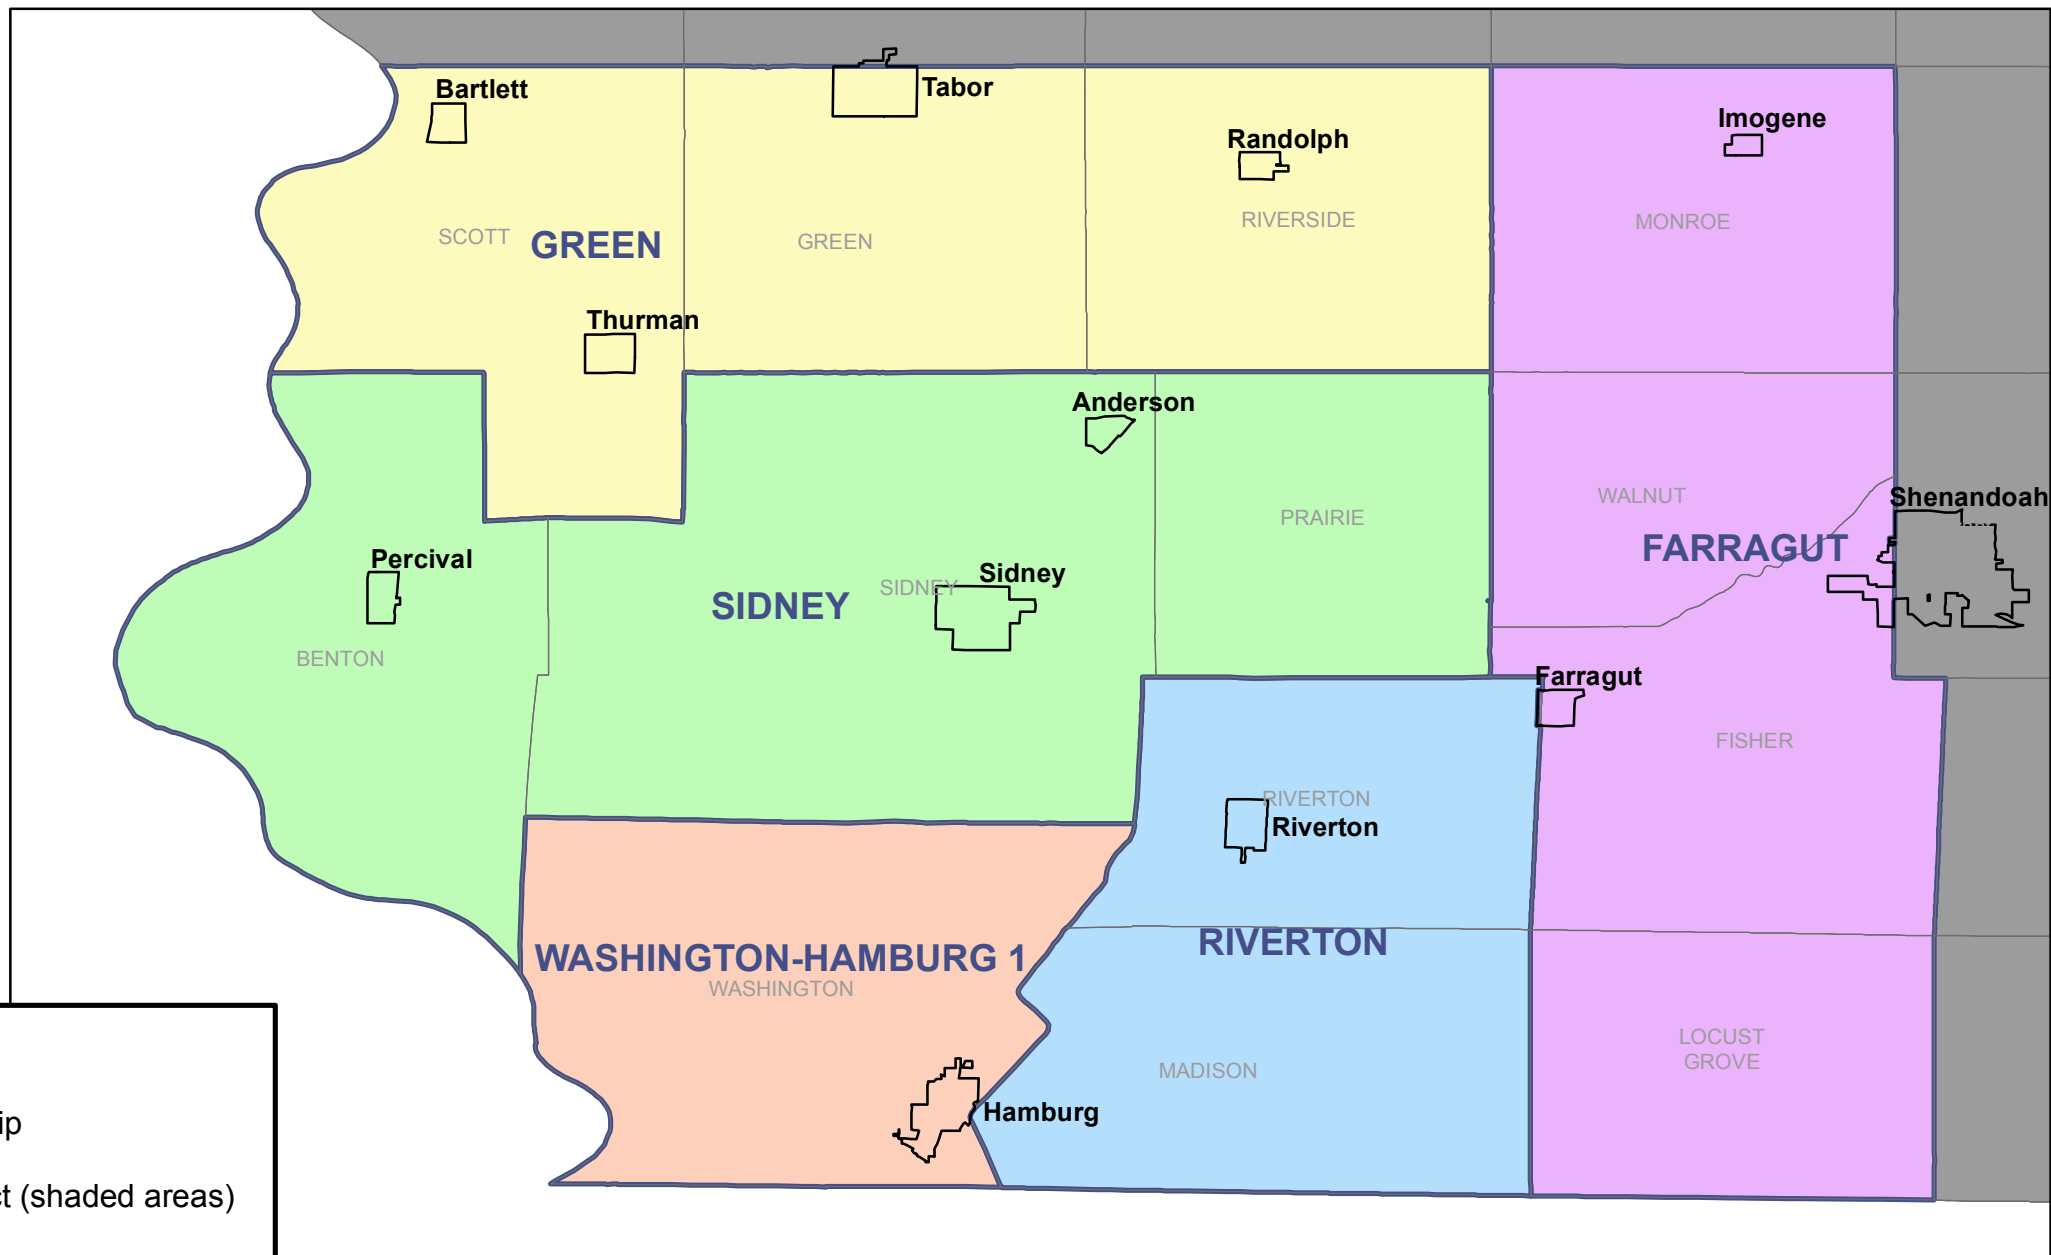 Bartlett
Tabor
Randolph
Imogene
SCOTT
GREEN
GREEN
RIVERSIDE
MONROE
Thurman
Anderson
WALNUT
Shenandoah
PRAIRIE
FARRAGUT
Percival
Sidney
SIDNEY
SIDNEY
BENTON
Farragut
FISHER
RIVERTON
Riverton
WASHINGTON-HAMBURG 1
RIVERTON
WASHINGTON
LOCUST
GROVE
MADISON
Hamburg
ip
t (shaded areas)